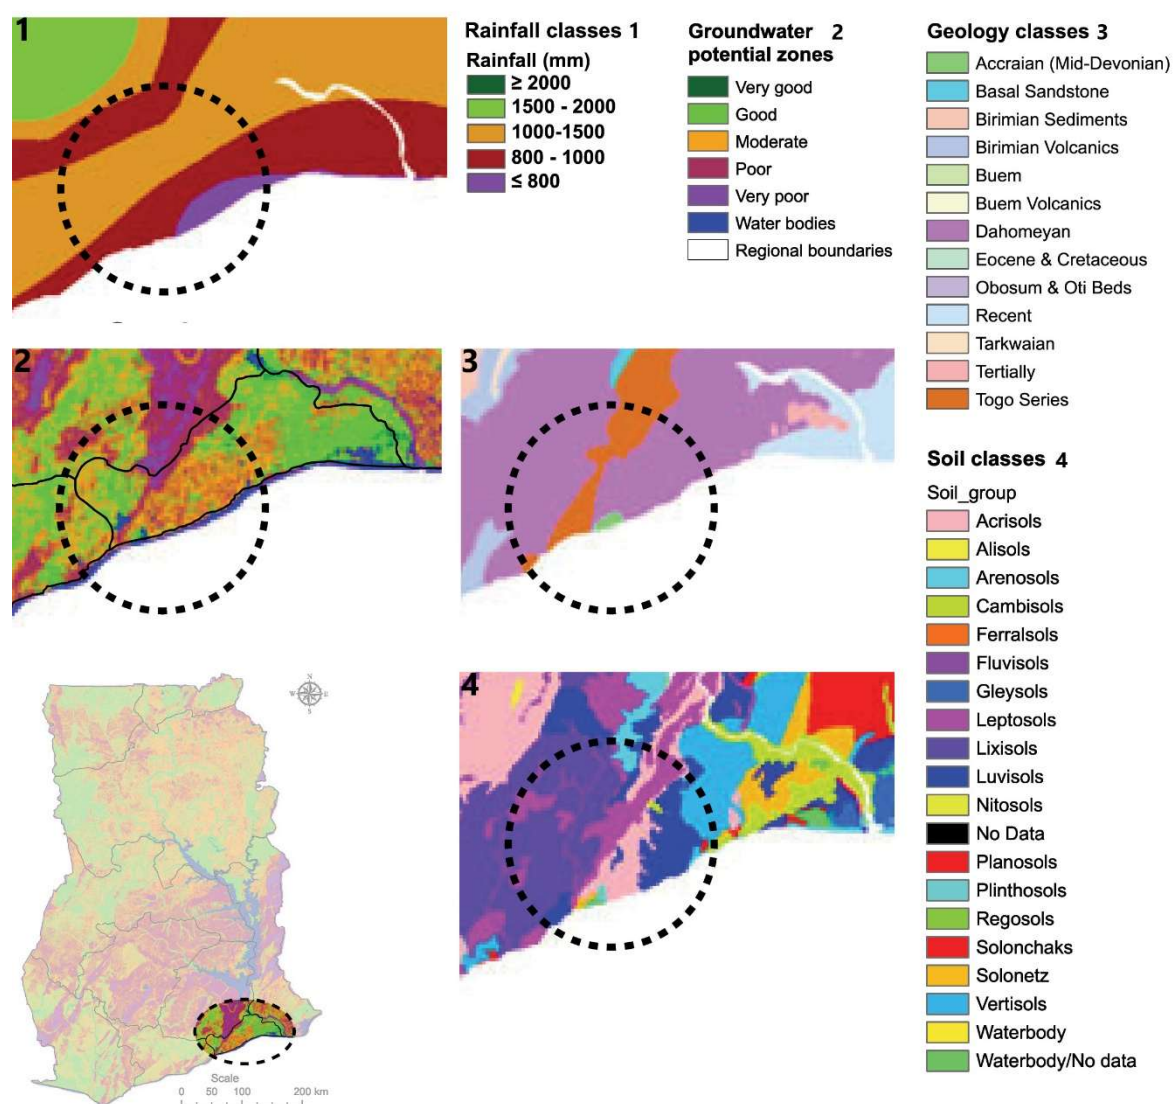 1
Rainfall classes 1
Rainfall (mm)
≥ 2000
1500 - 2000
1000-1500
800 - 1000
≤ 800
Groundwater 2
potential zones
Very good
Good
Moderate
Poor
Very poor
Water bodies
Regional boundaries
Geology classes 3
Accraian (Mid-Devonian)
Basal Sandstone
Birimian Sediments
Birimian Volcanics
Buem
Buem Volcanics
Dahomeyan
Eocene & Cretaceous
Obosum & Oti Beds
Recent
Tarkwaian
Tertially
Togo Series
2
3
Soil classes 4
Soil_group
Acrisols
Alisols
Arenosols
Cambisols
Ferralsols
Fluvisols
Gleysols
Leptosols
Lixisols
Luvisols
Nitosols
No Data
Planosols
Plinthosols
Regosols
Solonchaks
Solonetz
Vertisols
Waterbody
Waterbody/No data
4
N
W E
S
Scale
0 50 100 200 km